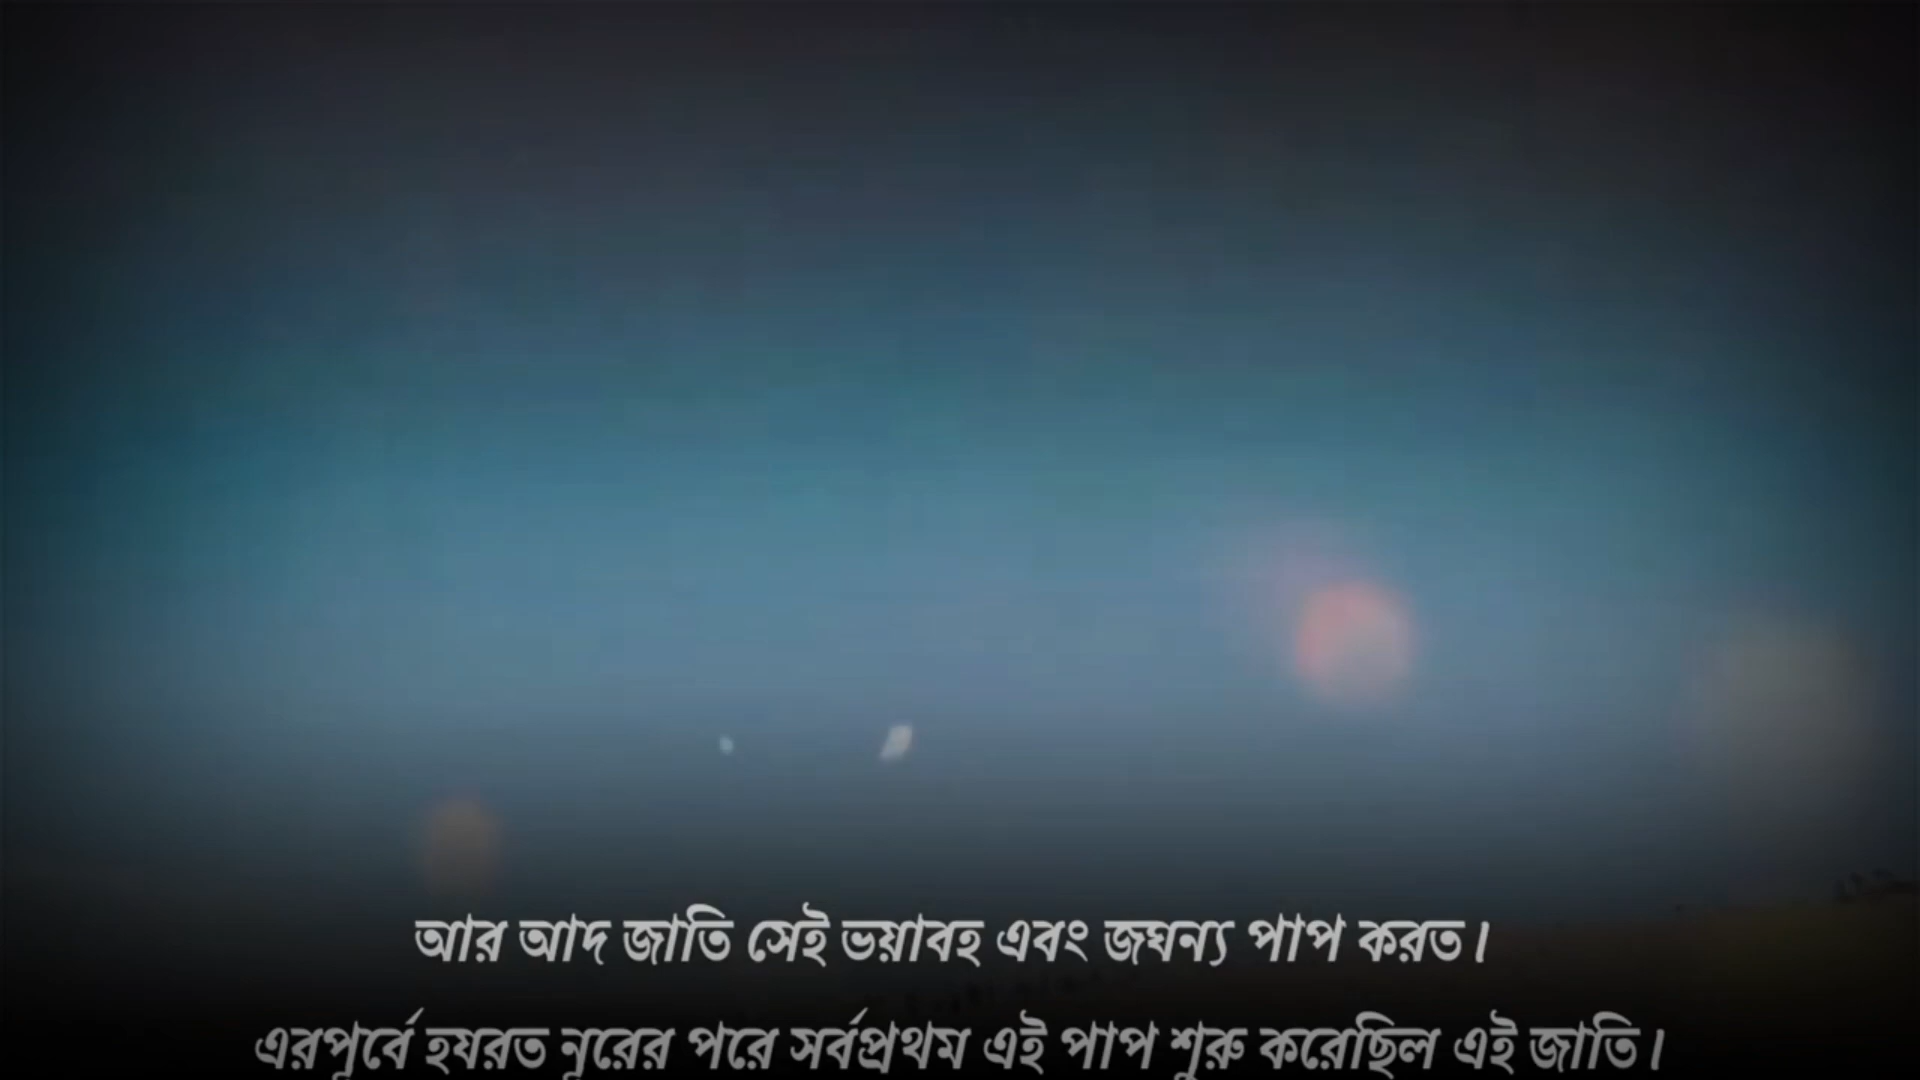 আর আদ জাতি সেই ভয়াবহ এবং জঘন্য পাপ করত।
এরপূর্বে হযরত নূরের পরে সর্বপ্রথম এই পাপ শুরু করেছিল এই জাতি।